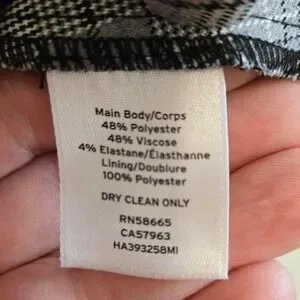 Main Body/Corps
48% Polyester
48% Viscose
4% Elastane/Élasthanne
Lining/Doublure
100% Polyester
DRY CLEAN ONLY
RN58665
CA57963
HA393258MI